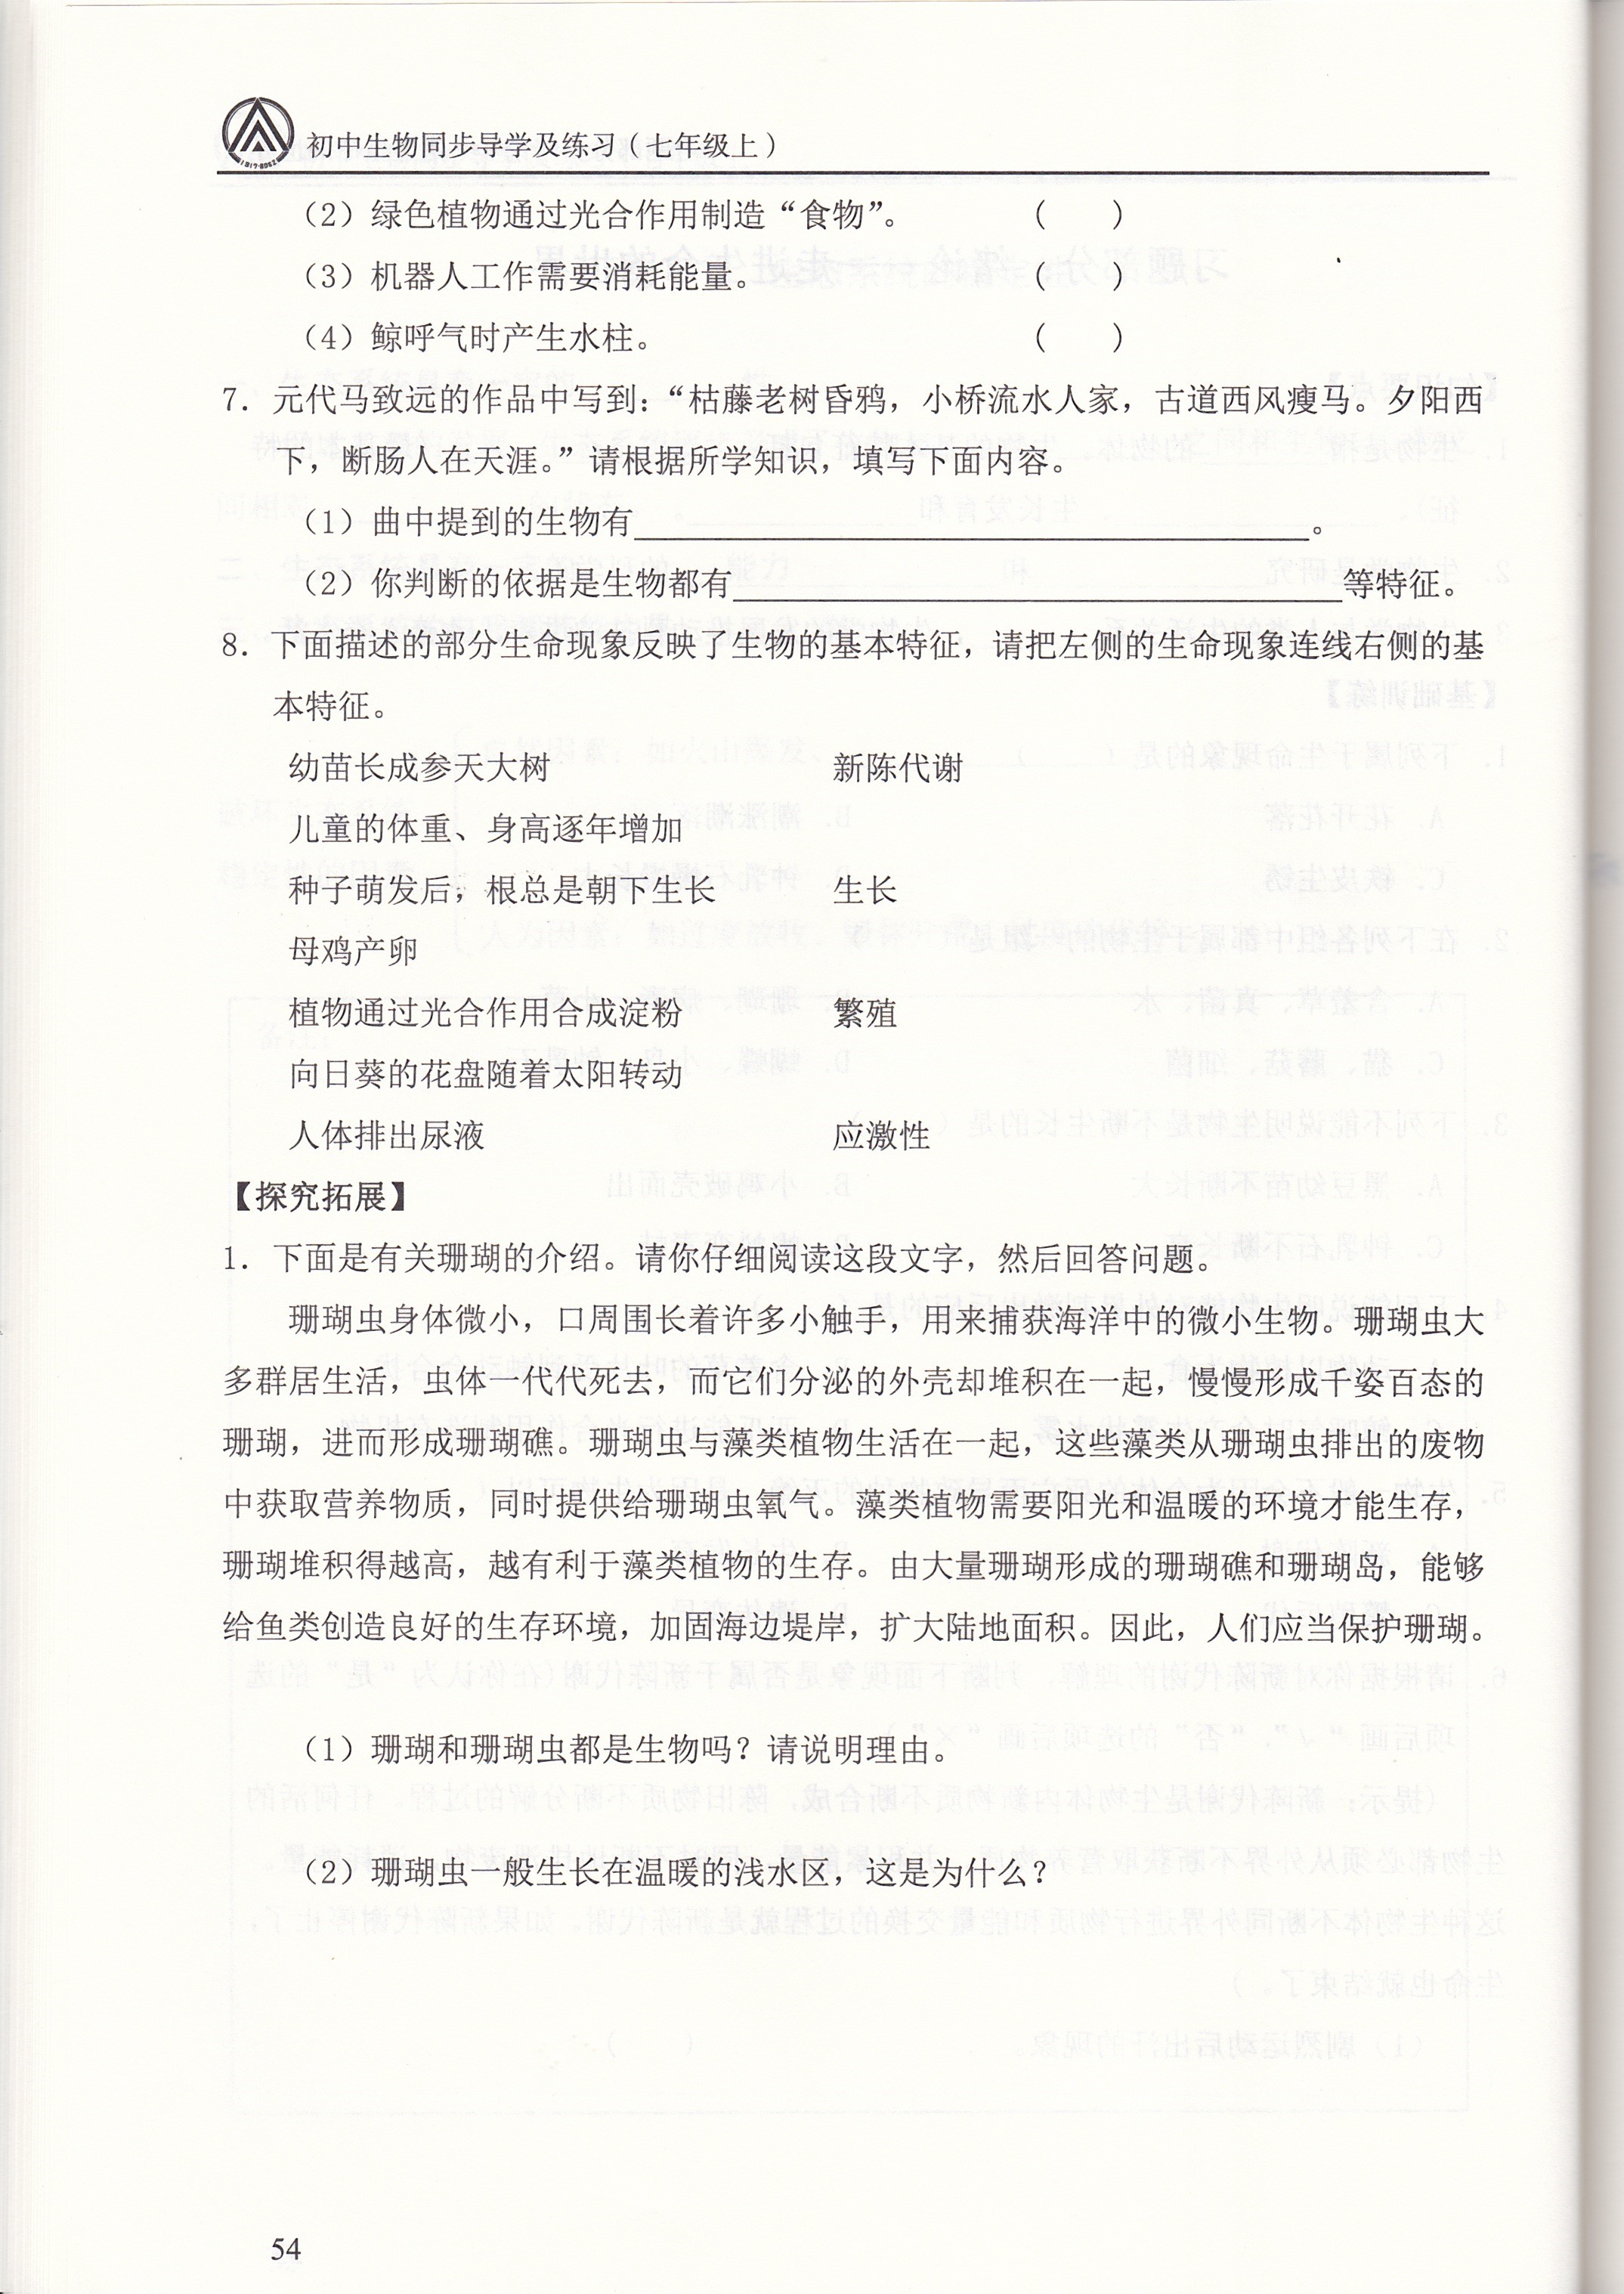 初中生物同步导学及练习(七年级上)
(2)绿色植物通过光合作用制造“食物”。 (    )
(3)机器人工作需要消耗能量。 (    )
(4)鲸呼气时产生水柱。 (    )
7. 元代马致远的作品中写到：“枯藤老树昏鸦，小桥流水人家，古道西风瘦马。夕阳西
下，断肠人在天涯。”请根据所学知识，填写下面内容。
(1)曲中提到的生物有____________________。
(2)你判断的依据是生物都有____________________等特征。
8. 下面描述的部分生命现象反映了生物的基本特征，请把左侧的生命现象连线右侧的基
本特征。
幼苗长成参天大树 新陈代谢
儿童的体重、身高逐年增加
种子萌发后，根总是朝下生长 生长
母鸡产卵
植物通过光合作用合成淀粉 繁殖
向日葵的花盘随着太阳转动
人体排出尿液 应激性
【探究拓展】
1. 下面是有关珊瑚的介绍。请你仔细阅读这段文字，然后回答问题。
珊瑚虫身体微小，口周围长着许多小触手，用来捕获海洋中的微小生物。珊瑚虫大
多群居生活，虫体一代代死去，而它们分泌的外壳却堆积在一起，慢慢形成千姿百态的
珊瑚，进而形成珊瑚礁。珊瑚虫与藻类植物生活在一起，这些藻类从珊瑚虫排出的废物
中获取营养物质，同时提供给珊瑚虫氧气。藻类植物需要阳光和温暖的环境才能生存，
珊瑚堆积得越高，越有利于藻类植物的生存。由大量珊瑚形成的珊瑚礁和珊瑚岛，能够
给鱼类创造良好的生存环境，加固海边堤岸，扩大陆地面积。因此，人们应当保护珊瑚。
(1)珊瑚和珊瑚虫都是生物吗？请说明理由。
(2)珊瑚虫一般生长在温暖的浅水区，这是为什么？
54